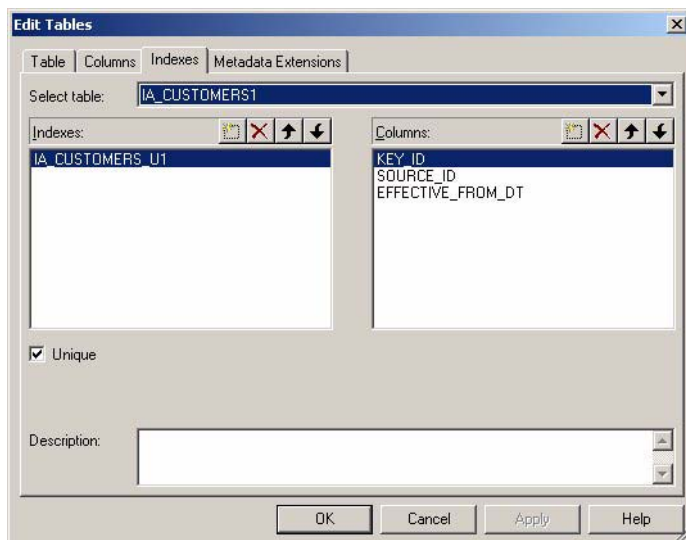 Edit Tables
Table Columns Indexes Metadata Extensions
Select table: IA_CUSTOMERS1
Indexes: Columns:
IA_CUSTOMERS_U1 KEY_ID
SOURCE_ID
EFFECTIVE_FROM_DT
Unique
Description:
OK Cancel Apply Help